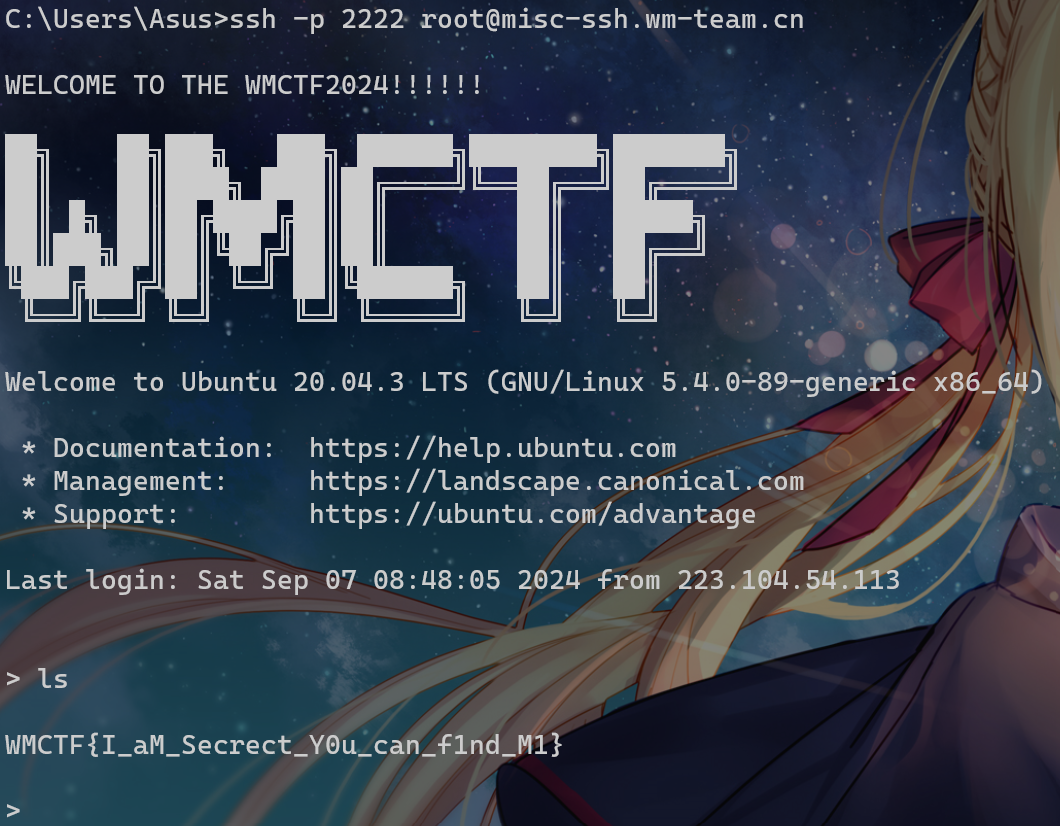 C:\Users\Asus>ssh -p 2222 root@misc-ssh.wm-team.cn
WELCOME TO THE WMCTF2024!!!!!!
WMCTF
Welcome to Ubuntu 20.04.3 LTS (GNU/Linux 5.4.0-89-generic x86_64)
* Documentation:  https://help.ubuntu.com
* Management:     https://landscape.canonical.com
* Support:        https://ubuntu.com/advantage
Last login: Sat Sep 07 08:48:05 2024 from 223.104.54.113
> ls
WMCTF{I_aM_Secrect_Y0u_can_f1nd_M1}
>